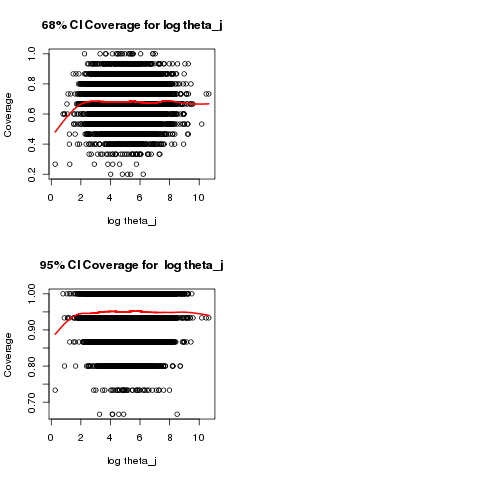 68% CI Coverage for log theta_j
1.0
0.8
0.6
0.4
0.2
Coverage
0 2 4 6 8 10
log theta_j
95% CI Coverage for  log theta_j
1.00
0.90
0.80
0.70
Coverage
0 2 4 6 8 10
log theta_j